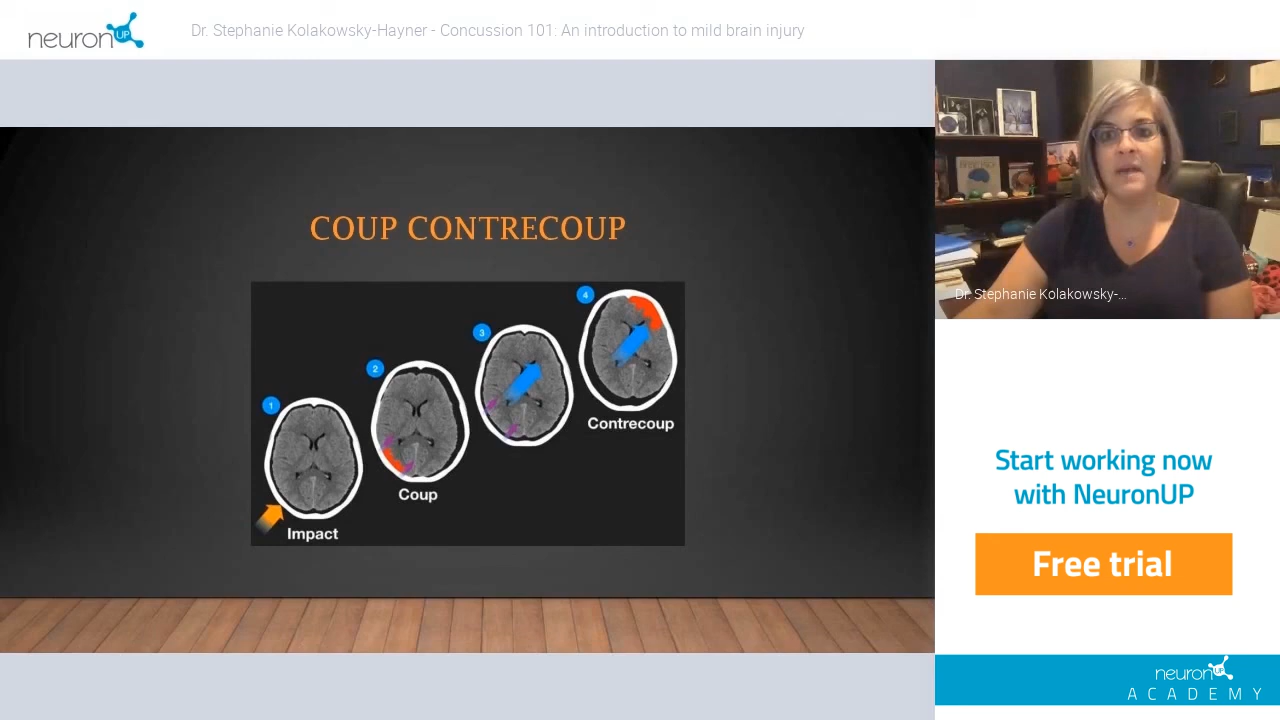 neuronUP
Dr. Stephanie Kolakowsky-Hayner - Concussion 101: An introduction to mild brain injury
COUP CONTRECOUP
1
Impact
2
Coup
3
4
Contrecoup
Dr. Stephanie Kolakowsky-...
Start working now
with NeuronUP
Free trial
neuronUP
ACADEMY